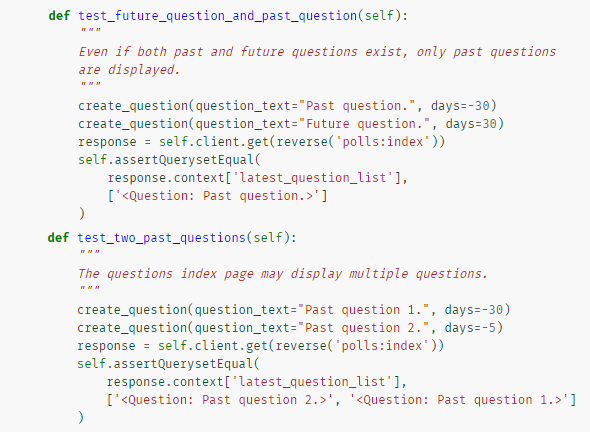 def test_future_question_and_past_question(self):
    """
    Even if both past and future questions exist, only past questions
    are displayed.
    """
    create_question(question_text="Past question.", days=-30)
    create_question(question_text="Future question.", days=30)
    response = self.client.get(reverse('polls:index'))
    self.assertQuerysetEqual(
        response.context['latest_question_list'],
        ['<Question: Past question.>']
    )
def test_two_past_questions(self):
    """
    The questions index page may display multiple questions.
    """
    create_question(question_text="Past question 1.", days=-30)
    create_question(question_text="Past question 2.", days=-5)
    response = self.client.get(reverse('polls:index'))
    self.assertQuerysetEqual(
        response.context['latest_question_list'],
        ['<Question: Past question 2.>', '<Question: Past question 1.>']
    )